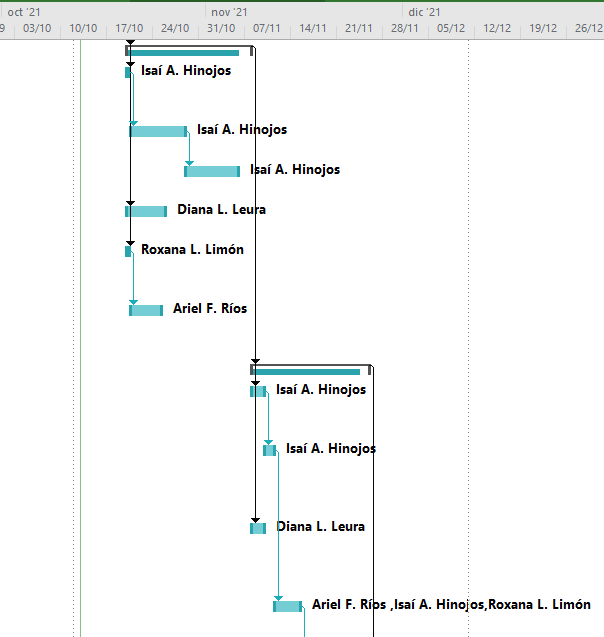 oct '21 nov '21 dic '21
9 03/10 10/10 17/10 24/10 31/10 07/11 14/11 21/11 28/11 05/12 12/12 19/12 26/12
Isaí A. Hinojos
Isaí A. Hinojos
Isaí A. Hinojos
Diana L. Leura
Roxana L. Limón
Ariel F. Ríos
Isaí A. Hinojos
Isaí A. Hinojos
Diana L. Leura
Ariel F. Ríos ,Isaí A. Hinojos,Roxana L. Limón